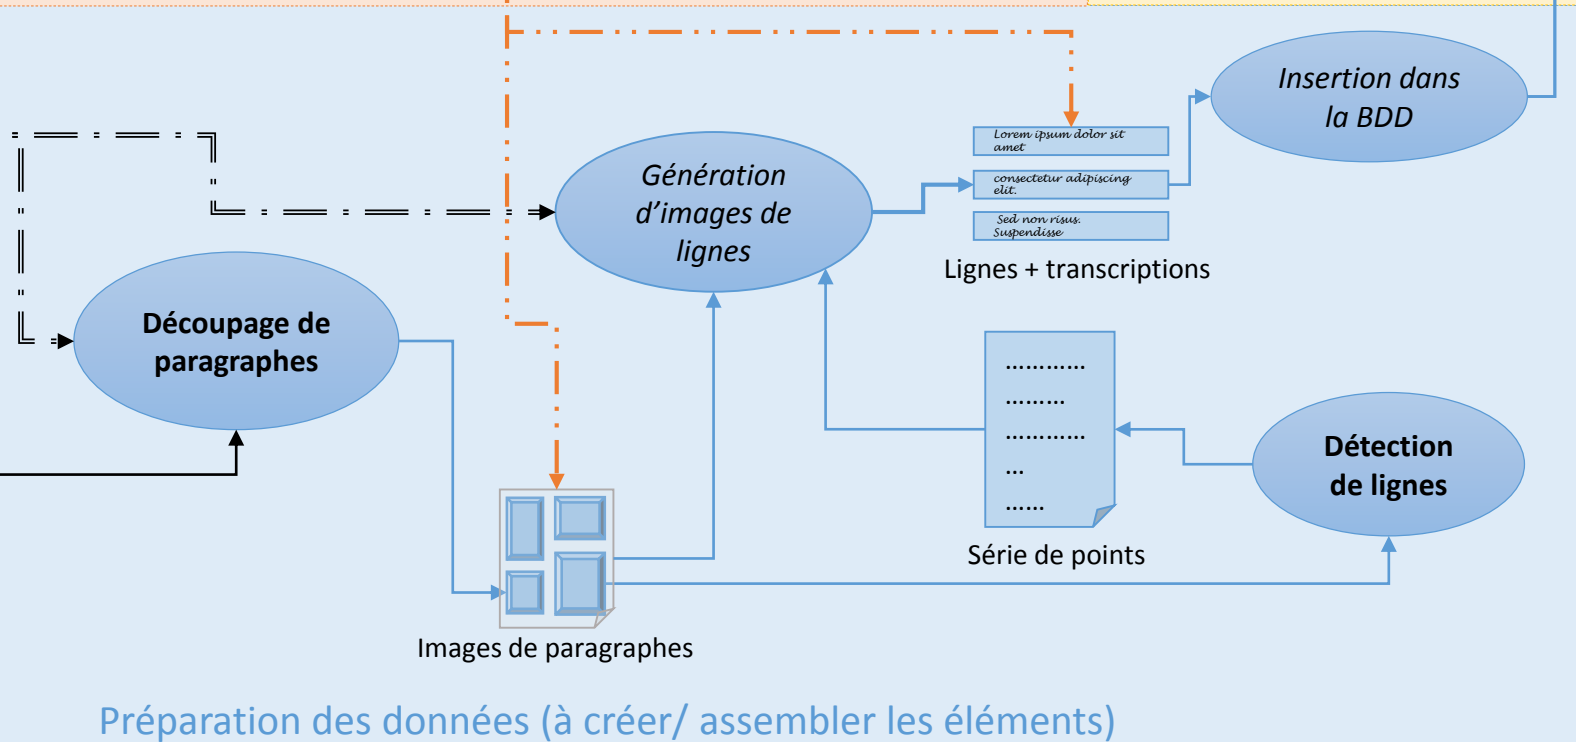 Insertion dans
la BDD
Lorem ipsum dolor sit
amet
consectetur adipiscing
elit.
Sed non risus.
Suspendisse
Lignes + transcriptions
Génération
d’images de
lignes
Découpage de
paragraphes
…………
………
…………
…
……
Série de points
Détection
de lignes
Images de paragraphes
Préparation des données (à créer/ assembler les éléments)